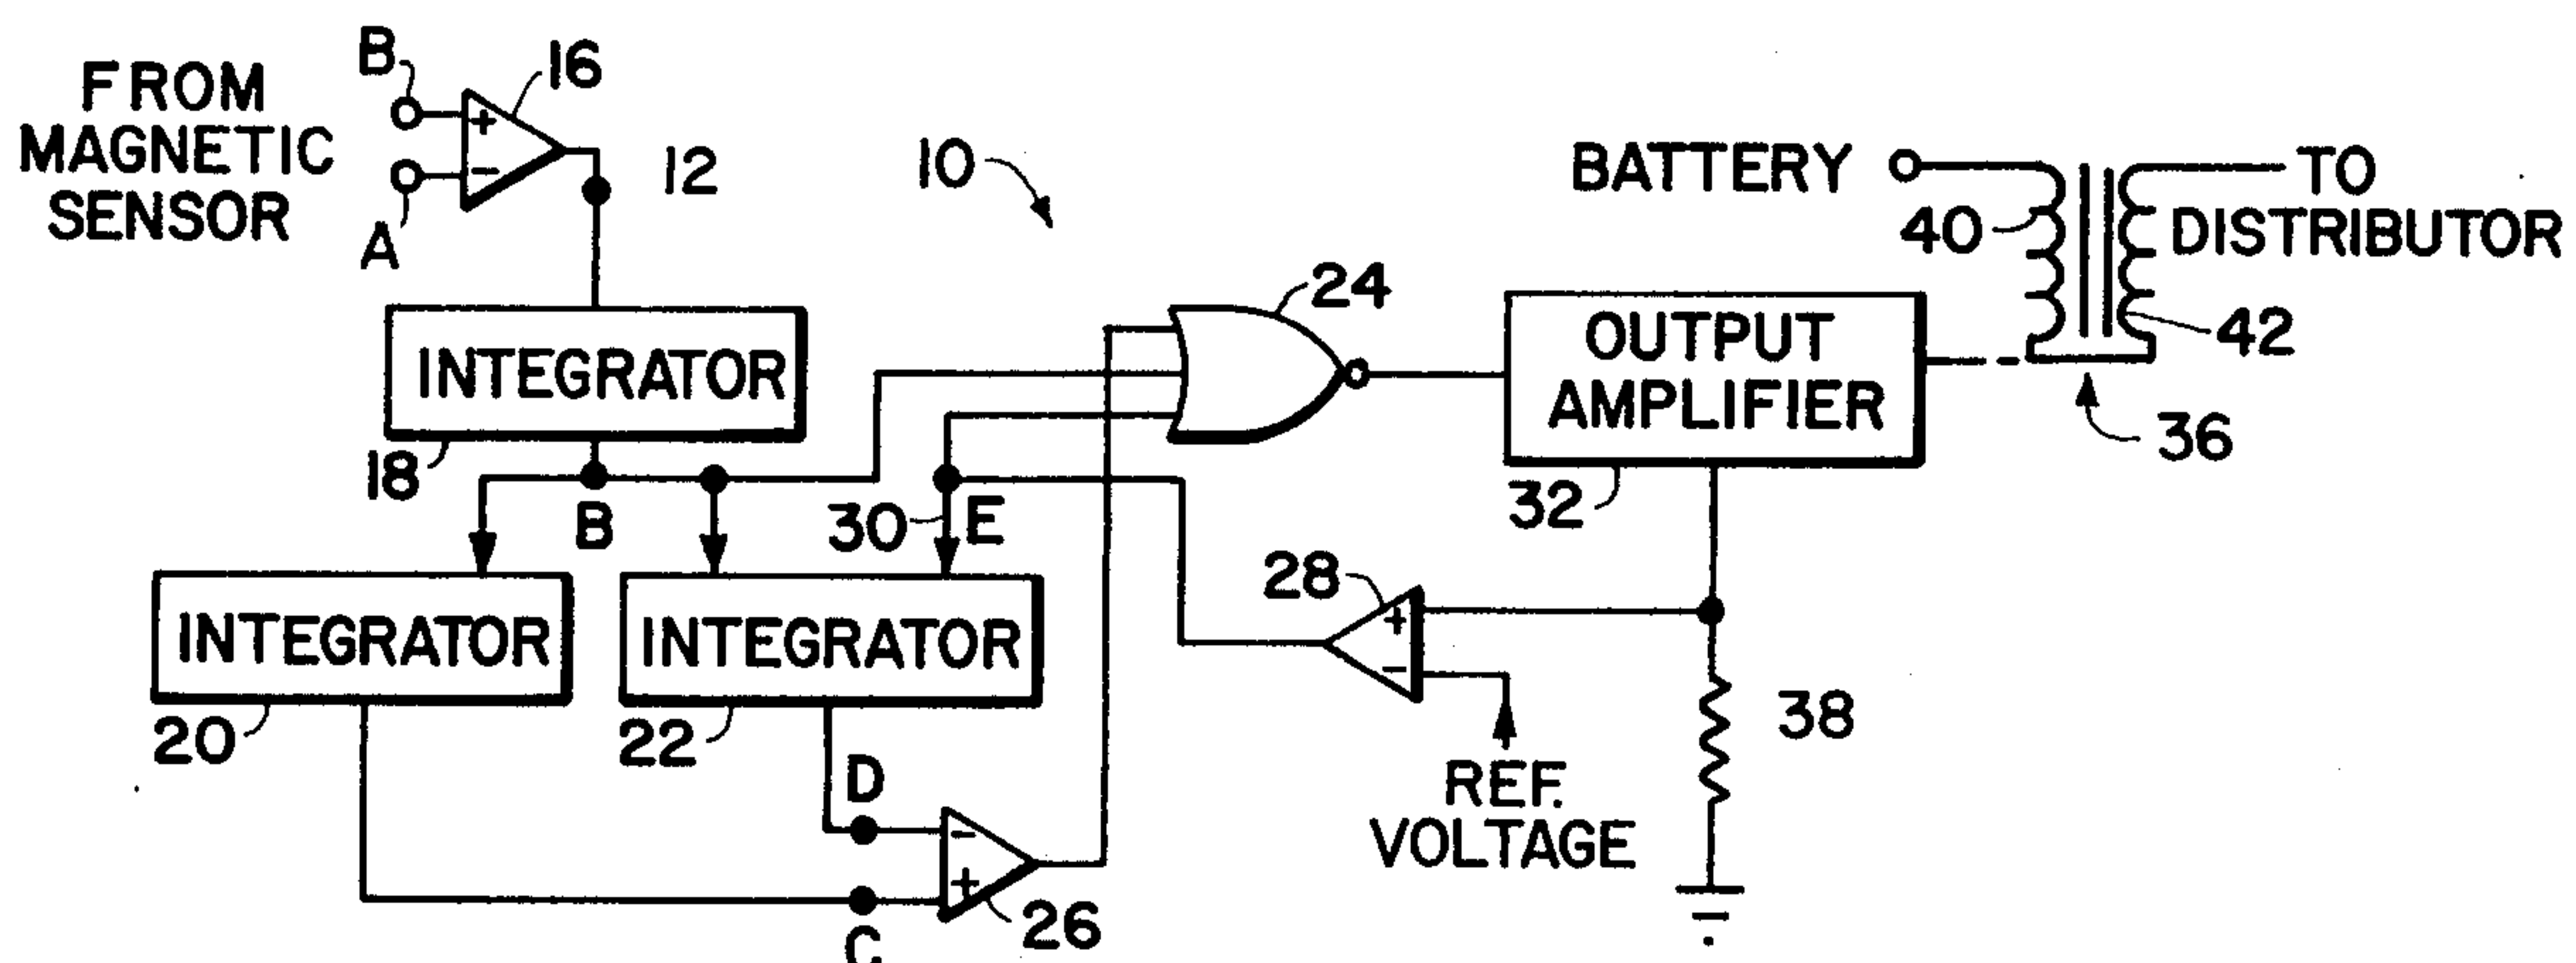 FROM
MAGNETIC
SENSOR
B
A
+
−
16
12
10
BATTERY
40
TO
DISTRIBUTOR
42
36
INTEGRATOR
18
B
24
OUTPUT
AMPLIFIER
32
30
E
28
+
−
REF.
VOLTAGE
38
INTEGRATOR
20
INTEGRATOR
22
D
C
−
+
26